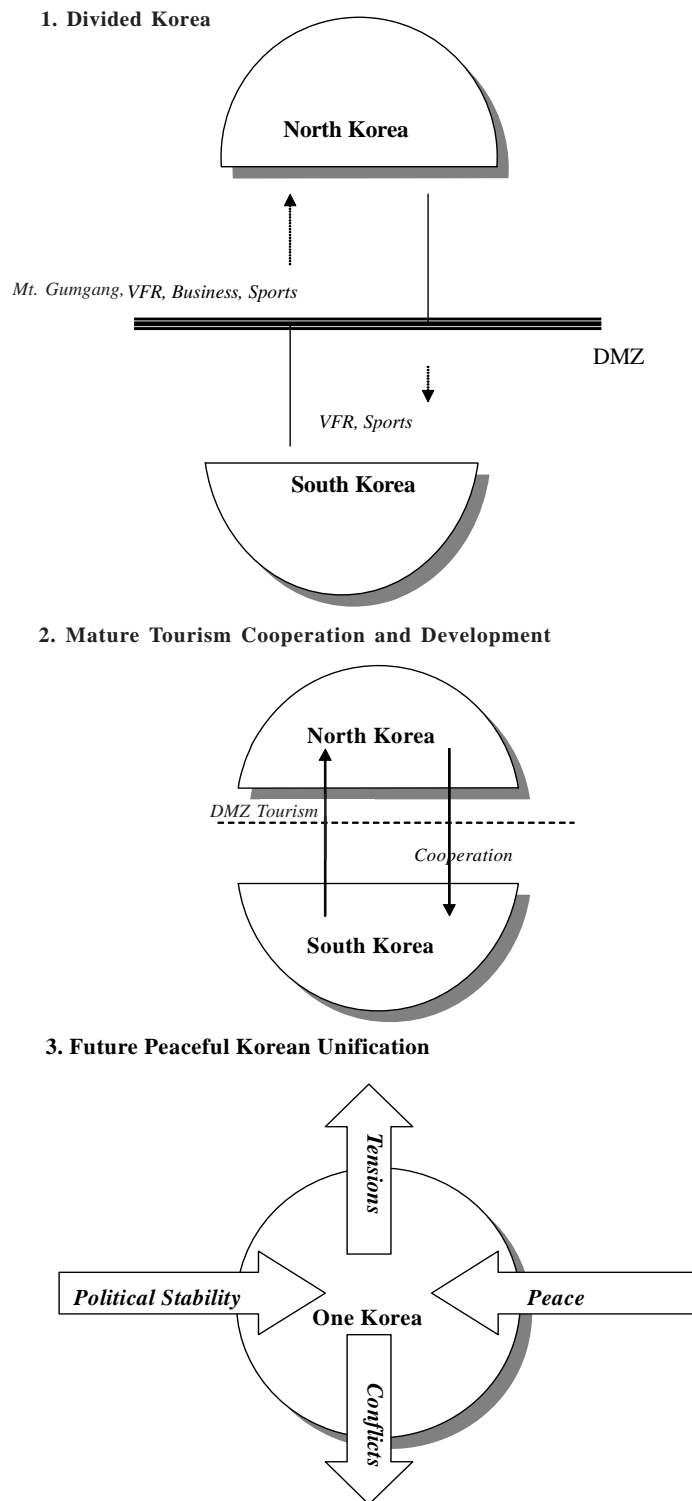 1. Divided Korea
North Korea
Mt. Gumgang, VFR, Business, Sports
DMZ
VFR, Sports
South Korea
2. Mature Tourism Cooperation and Development
North Korea
DMZ Tourism
Cooperation
South Korea
3. Future Peaceful Korean Unification
Tensions
Political Stability
Peace
One Korea
Conflicts